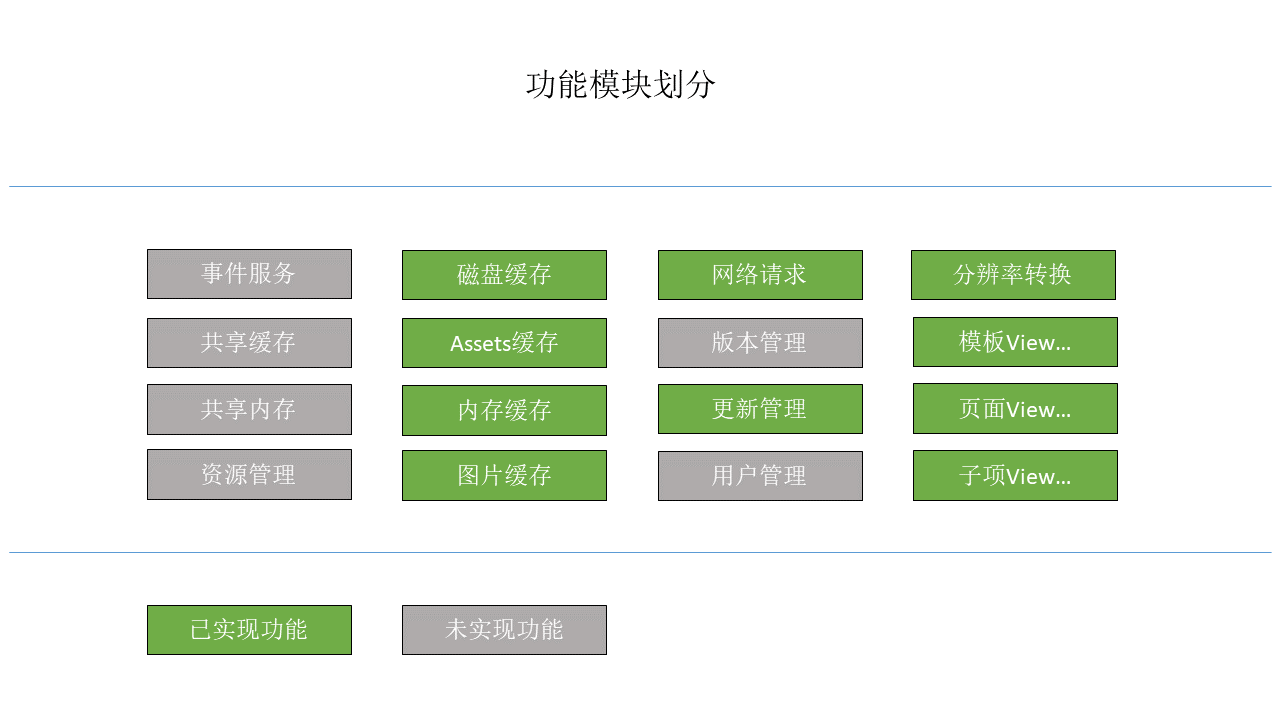 功能模块划分
事件服务
磁盘缓存
网络请求
分辨率转换
共享缓存
Assets缓存
版本管理
模板View...
共享内存
内存缓存
更新管理
页面View...
资源管理
图片缓存
用户管理
子项View...
已实现功能
未实现功能